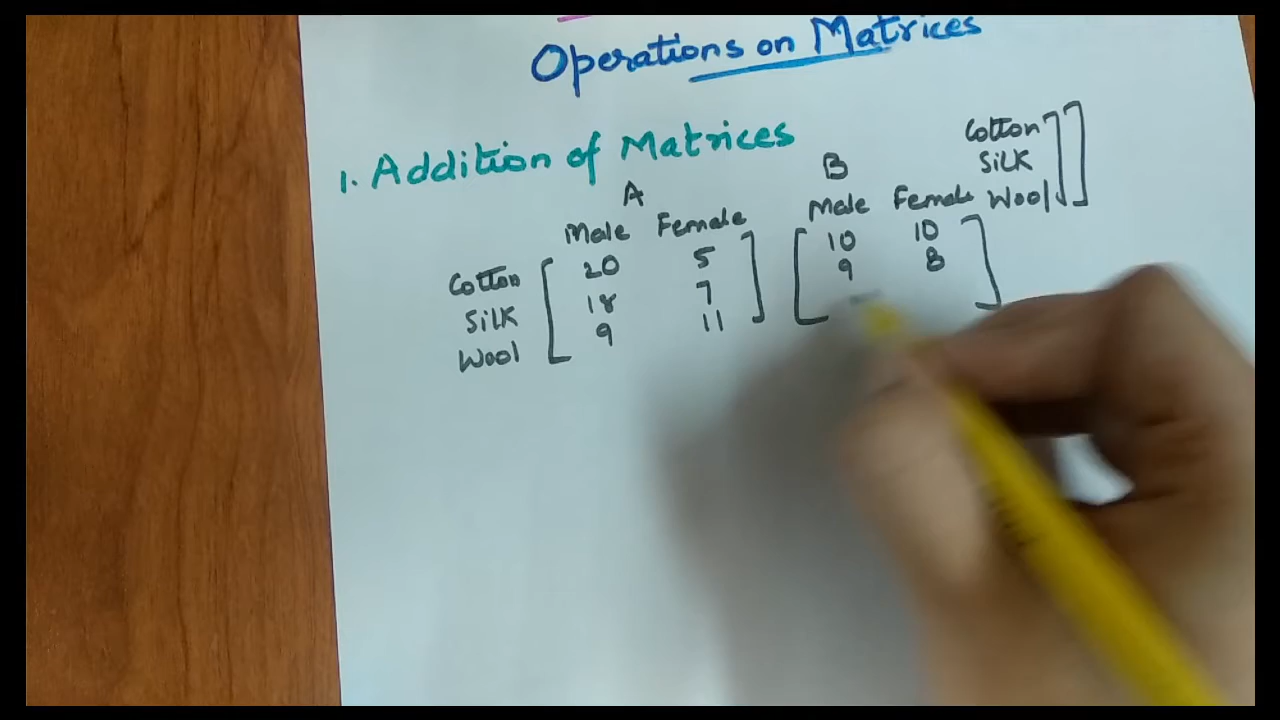 Operations on Matrices
1. Addition of Matrices
A
Male Female
Cotton 20 5
Silk 18 7
Wool 9 11
B
Male Female
10 10
9 8
Cotton
Silk
Wool